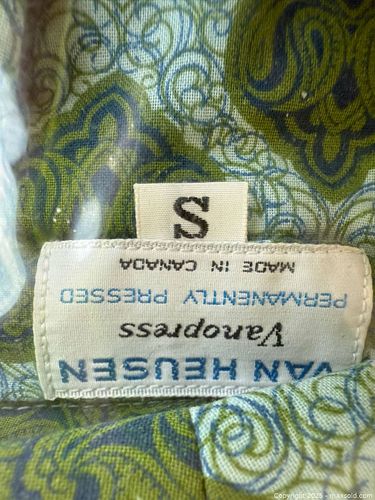 VAN HEUSEN
Vanopress
PERMANENTLY PRESSED
MADE IN CANADA
S
Copyright 2025 - maxsold.com